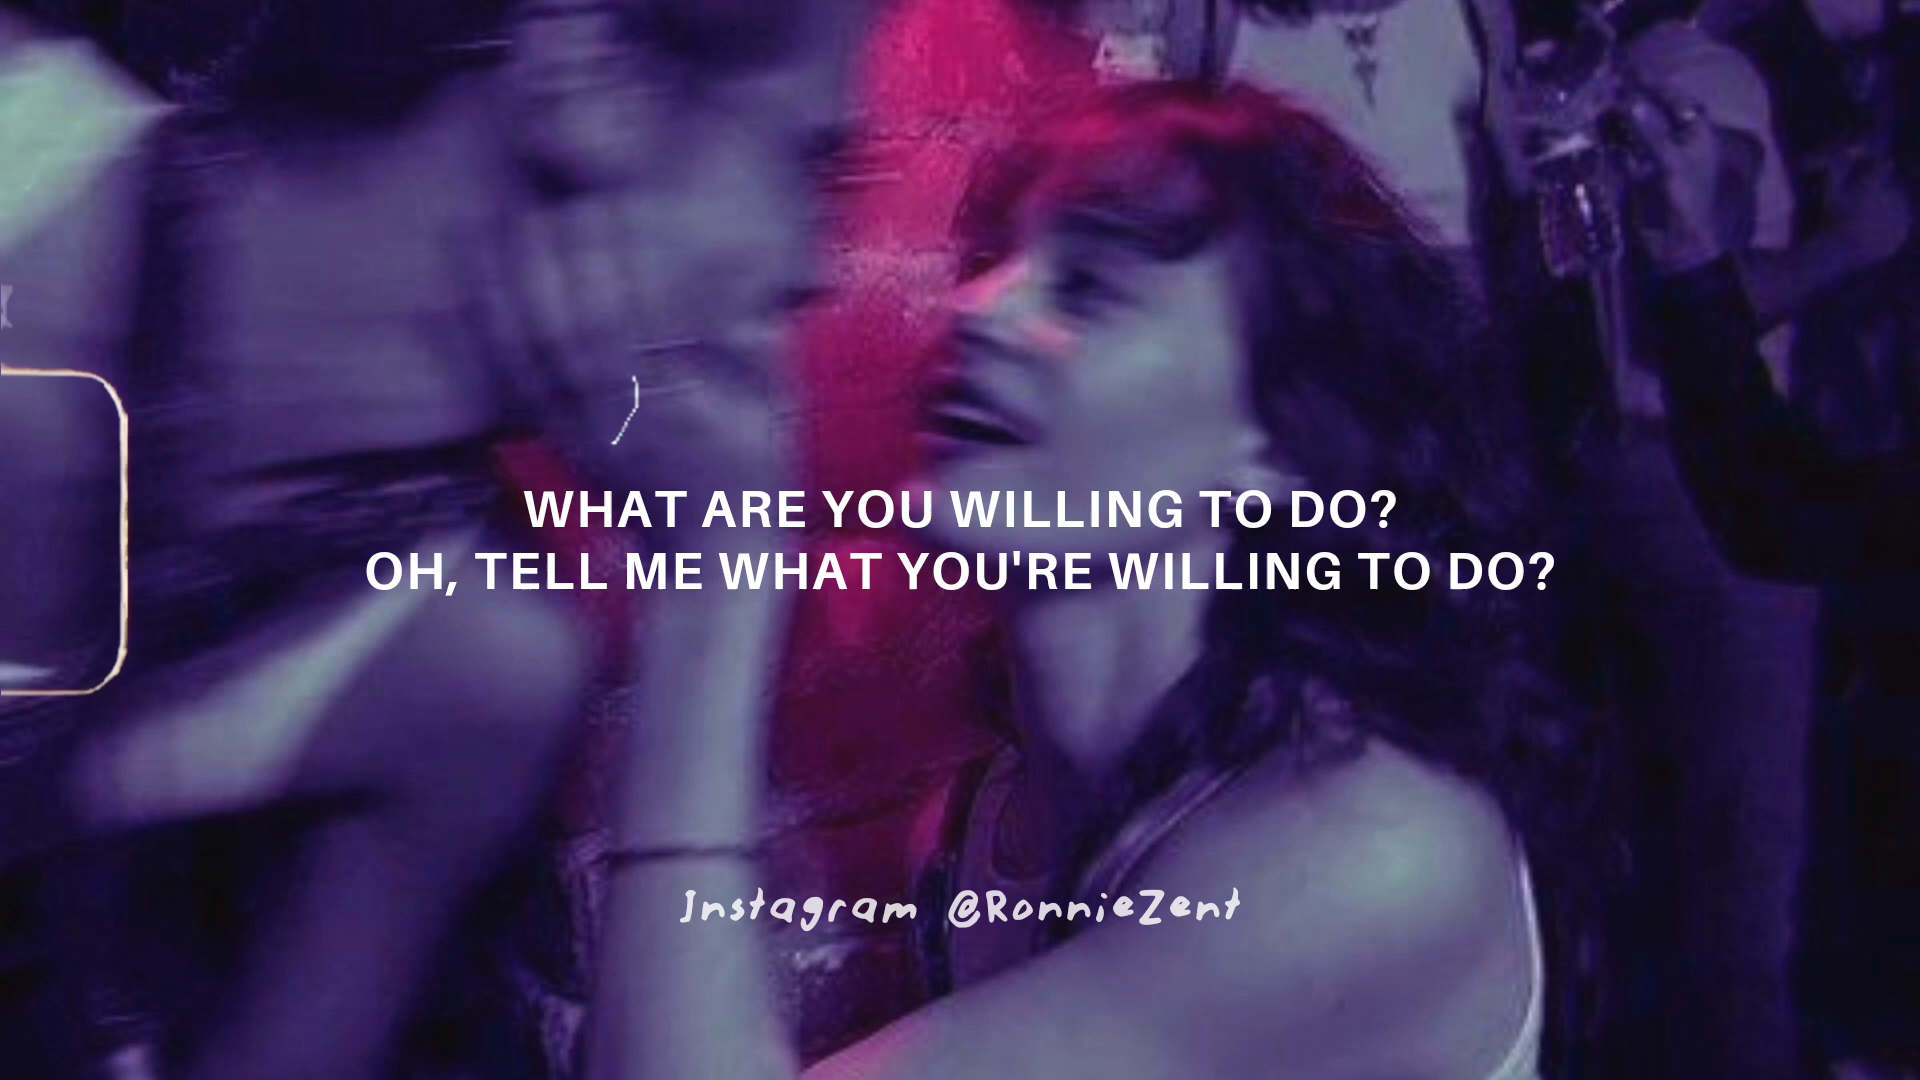 WHAT ARE YOU WILLING TO DO?
OH, TELL ME WHAT YOU'RE WILLING TO DO?
Instagram @RonnieZent